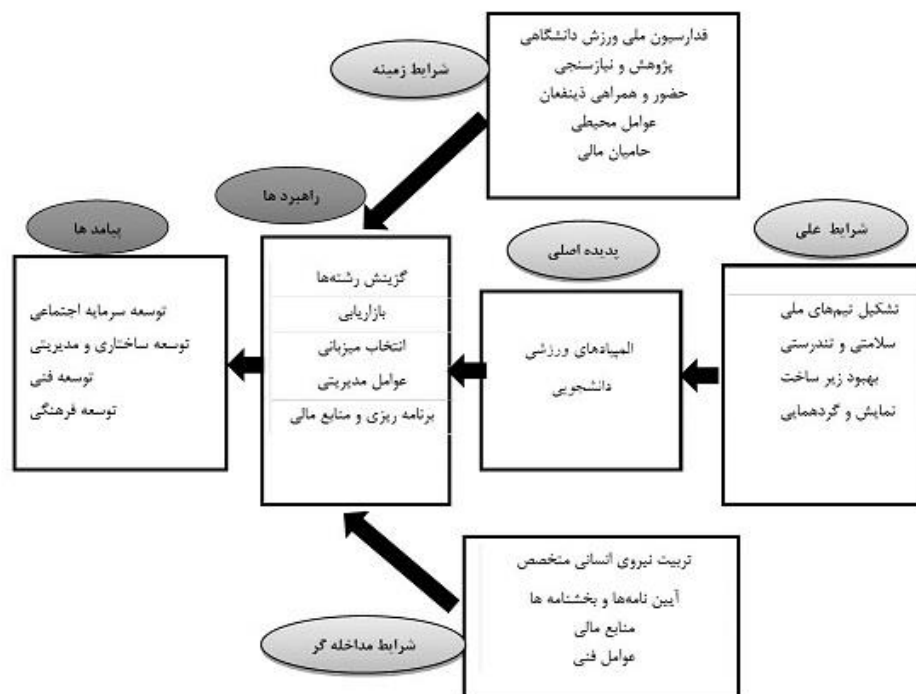 شرایط زمینه
قدارسیون ملی ورزش دانشگاهی
پژوهش و نیازسنجی
حضور و همراهی ذینفعان
عوامل محیطی
حامیان مالی
شرایط علی
تشکیل تیم‌های ملی
سلامتی و تندرستی
بهبود زیر ساخت
نمایش و گردهمایی
پدیده اصلی
المپیادهای ورزشی
دانشجویی
راهبرد ها
گزینش رشته‌ها
بازاریابی
انتخاب میزبانی
عوامل مدیریتی
برنامه ریزی و منابع مالی
پیامد ها
توسعه سرمایه اجتماعی
توسعه ساختاری و مدیریتی
توسعه فنی
توسعه فرهنگی
تربیت نیروی انسانی متخصص
آیین نامه‌ها و بخشنامه ها
منابع مالی
عوامل فنی
شرایط مداخله گر